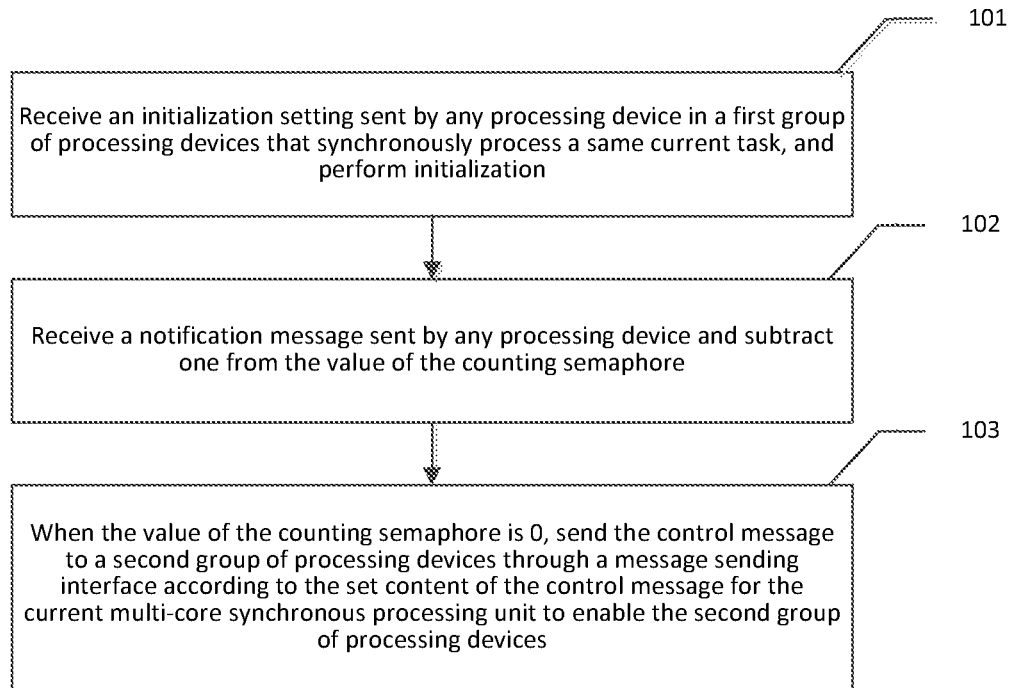 101
Receive an initialization setting sent by any processing device in a first group
of processing devices that synchronously process a same current task, and
perform initialization
102
Receive a notification message sent by any processing device and subtract
one from the value of the counting semaphore
103
When the value of the counting semaphore is 0, send the control message
to a second group of processing devices through a message sending
interface according to the set content of the control message for the
current multi-core synchronous processing unit to enable the second group
of processing devices